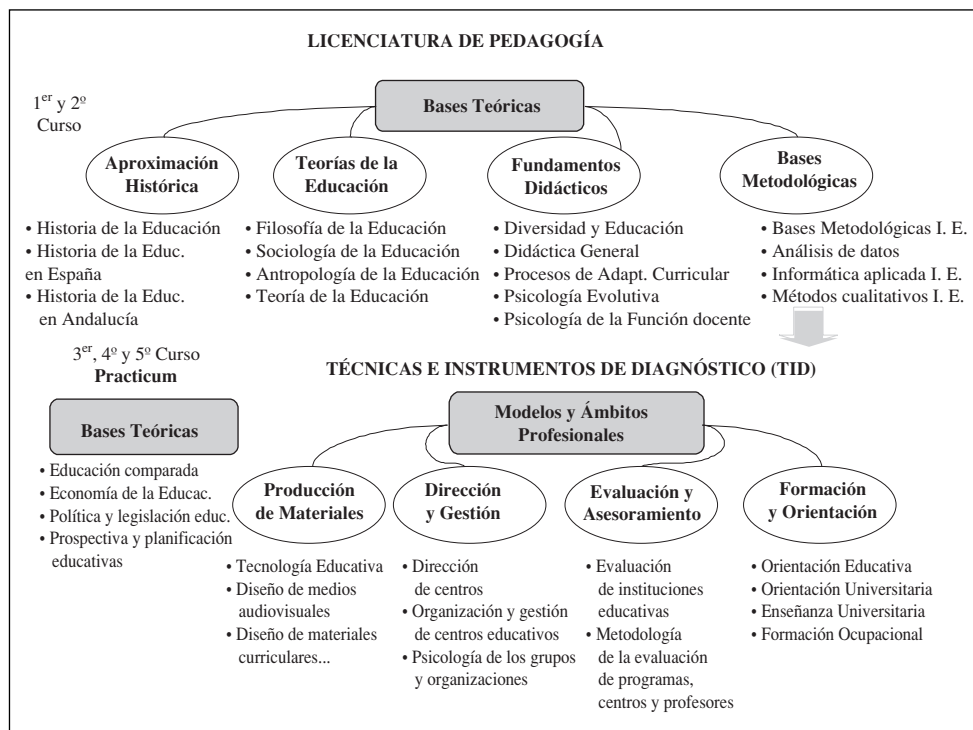 LICENCIATURA DE PEDAGOGÍA
1er y 2º
Curso
Bases Teóricas
Aproximación
Histórica
Teorías de la
Educación
Fundamentos
Didácticos
Bases
Metodológicas
• Historia de la Educación
• Historia de la Educ.
en España
• Historia de la Educ.
en Andalucía
• Filosofía de la Educación
• Sociología de la Educación
• Antropología de la Educación
• Teoría de la Educación
• Diversidad y Educación
• Didáctica General
• Procesos de Adapt. Curricular
• Psicología Evolutiva
• Psicología de la Función docente
• Bases Metodológicas I. E.
• Análisis de datos
• Informática aplicada I. E.
• Métodos cualitativos I. E.
3er, 4º y 5º Curso
Practicum
Bases Teóricas
• Educación comparada
• Economía de la Educac.
• Política y legislación educ.
• Prospectiva y planificación
educativas
TÉCNICAS E INSTRUMENTOS DE DIAGNÓSTICO (TID)
Modelos y Ámbitos
Profesionales
Producción
de Materiales
Dirección
y Gestión
Evaluación y
Asesoramiento
Formación
y Orientación
• Tecnología Educativa
• Diseño de medios
audiovisuales
• Diseño de materiales
curriculares...
• Dirección
de centros
• Organización y gestión
de centros educativos
• Psicología de los grupos
y organizaciones
• Evaluación
de instituciones
educativas
• Metodología
de la evaluación
de programas,
centros y profesores
• Orientación Educativa
• Orientación Universitaria
• Enseñanza Universitaria
• Formación Ocupacional